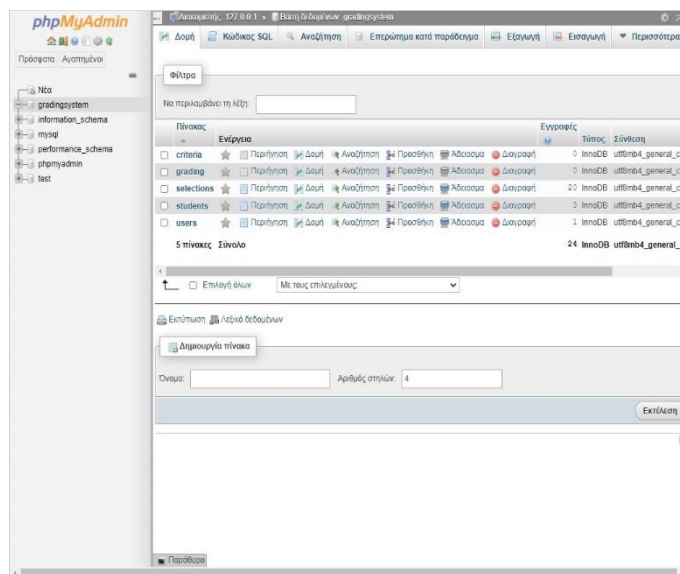 phpMyAdmin
Πρόσφατα Αγαπημένοι
Νέα
gradingsystem
information_schema
mysql
performance_schema
phpmyadmin
test
Διακομιστής: 127.0.0.1 » Βάση δεδομένων: gradingsystem
Δομή Κώδικας SQL Αναζήτηση Επερώτημα κατά παράδειγμα Εξαγωγή Εισαγωγή Περισσότερα
Φίλτρα
Να περιλαμβάνει τη λέξη:
Πίνακας Ενέργεια Εγγραφές Τύπος Σύνθεση
criteria Περιήγηση Δομή Αναζήτηση Προσθήκη Άδειασμα Διαγραφή 0 InnoDB utf8mb4_general_c
grading Περιήγηση Δομή Αναζήτηση Προσθήκη Άδειασμα Διαγραφή 0 InnoDB utf8mb4_general_c
selections Περιήγηση Δομή Αναζήτηση Προσθήκη Άδειασμα Διαγραφή 20 InnoDB utf8mb4_general_c
students Περιήγηση Δομή Αναζήτηση Προσθήκη Άδειασμα Διαγραφή 3 InnoDB utf8mb4_general_c
users Περιήγηση Δομή Αναζήτηση Προσθήκη Άδειασμα Διαγραφή 1 InnoDB utf8mb4_general_c
5 πίνακες Σύνολο 24 InnoDB utf8mb4_general_
Επιλογή όλων Με τους επιλεγμένους:
Εκτύπωση Λεξικό δεδομένων
Δημιουργία πίνακα
Όνομα: Αριθμός στηλών: 4
Εκτέλεση
Παράθυρο